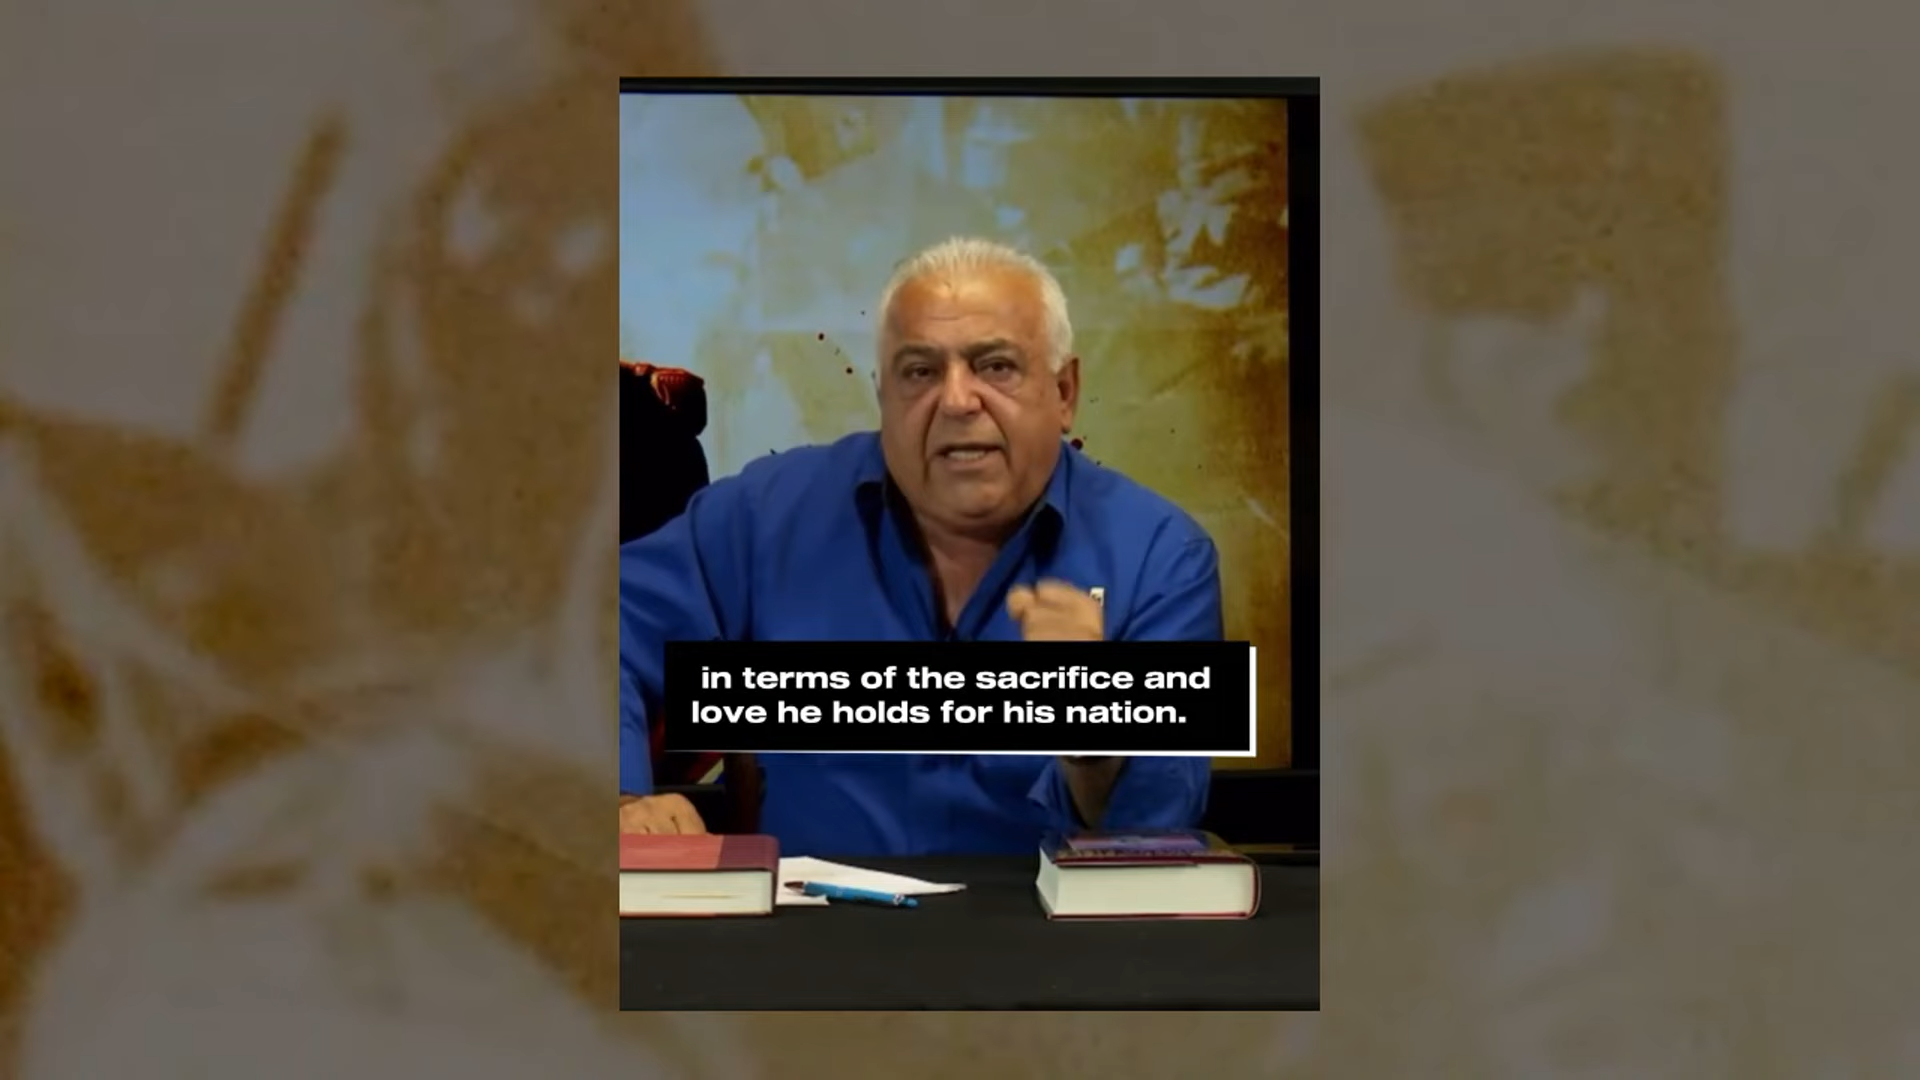 in terms of the sacrifice and
love he holds for his nation.